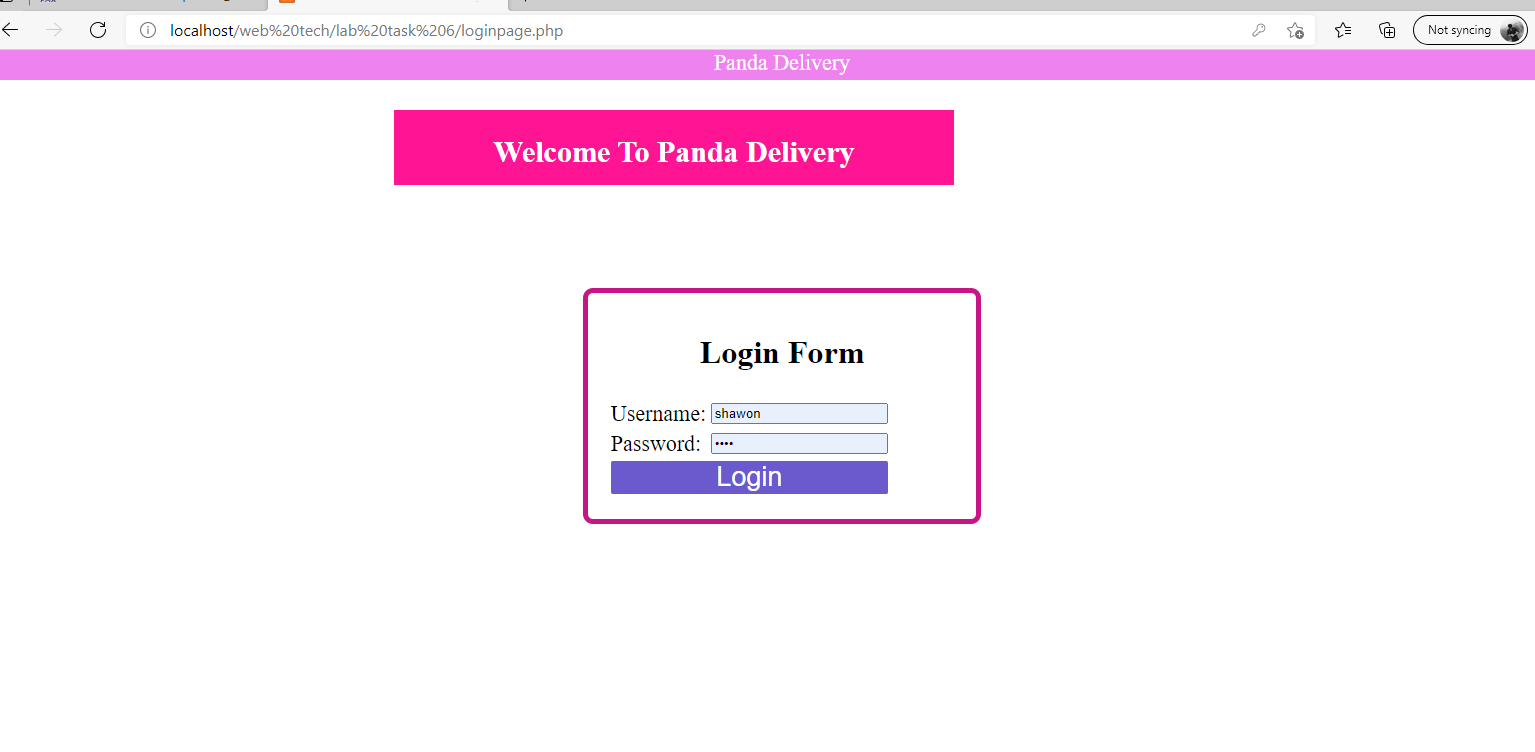 localhost/web%20tech/lab%20task%206/loginpage.php
Not syncing
Panda Delivery
Welcome To Panda Delivery
Login Form
Username: shawon
Password: ••••
Login